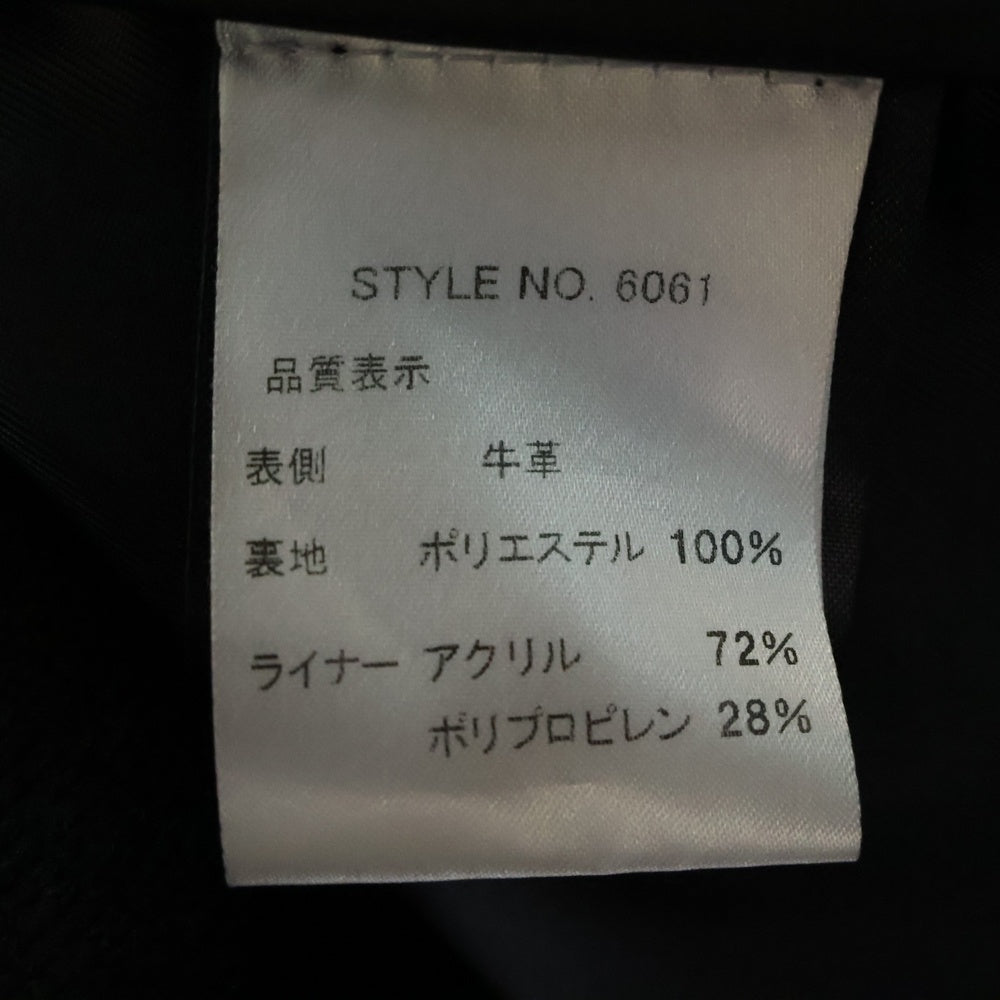 STYLE NO. 6061
品質表示
表側 牛革
裏地 ポリエステル 100%
ライナー アクリル 72%
ポリプロピレン 28%